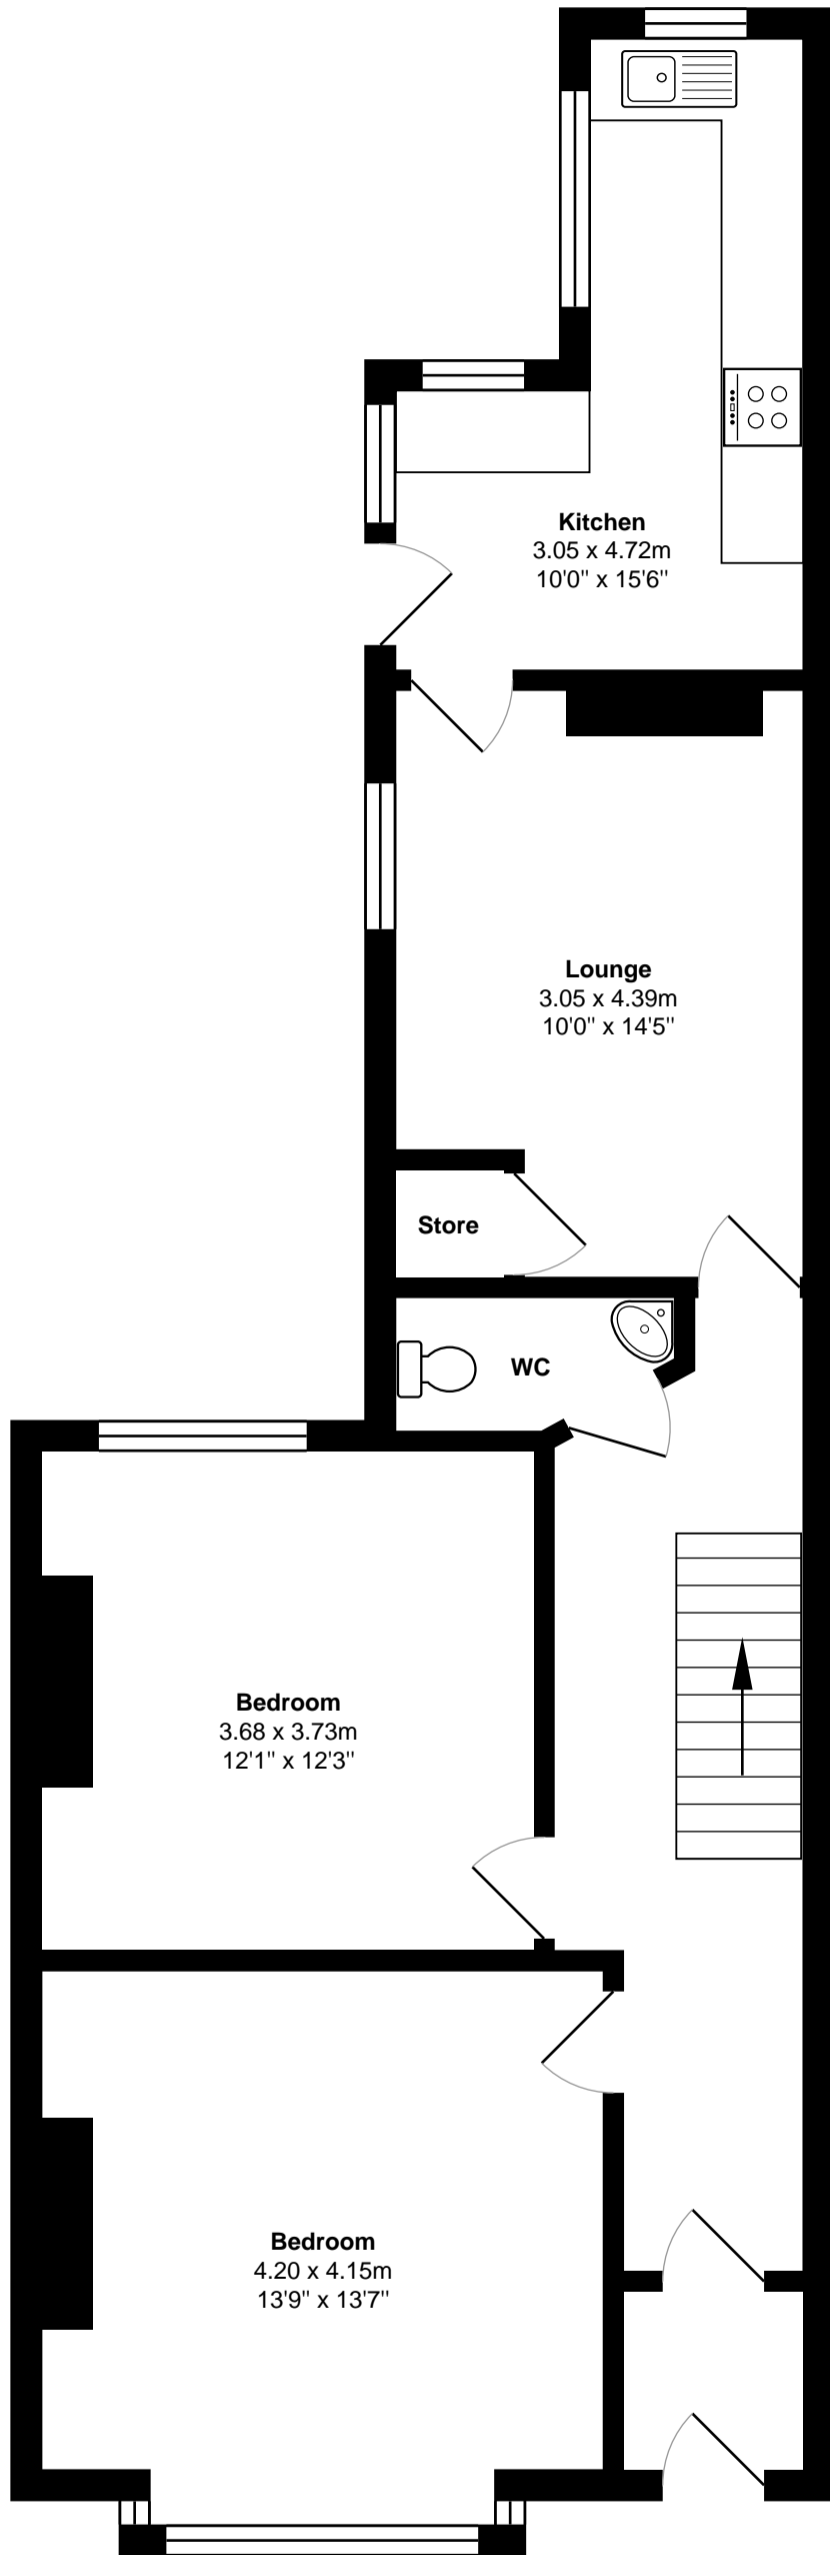 Kitchen
3.05 x 4.72m
10'0" x 15'6"
Lounge
3.05 x 4.39m
10'0" x 14'5"
Store
WC
Bedroom
3.68 x 3.73m
12'1" x 12'3"
Bedroom
4.20 x 4.15m
13'9" x 13'7"